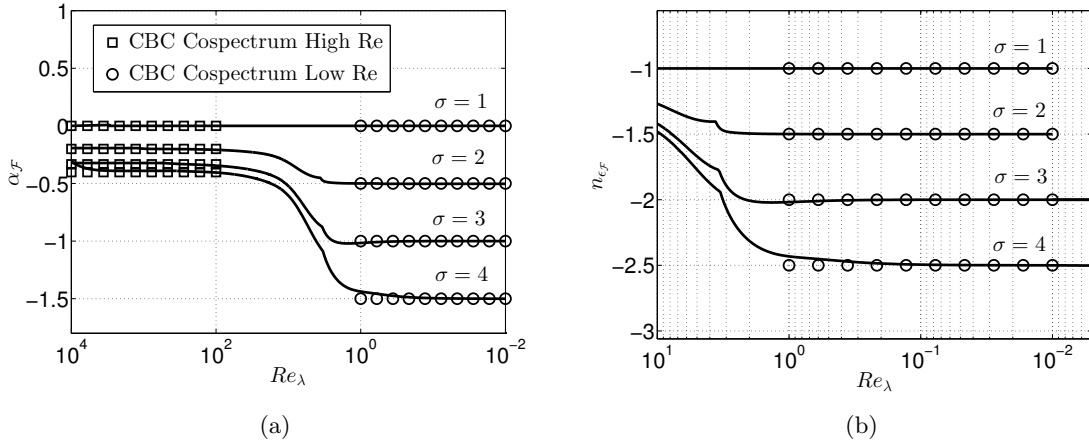 1
0.5
0
−0.5
−1
−1.5
α_ℱ
CBC Cospectrum High Re
CBC Cospectrum Low Re
σ = 1
σ = 2
σ = 3
σ = 4
10^4
10^2
10^0
10^−2
Re_λ
(a)
−1
−1.5
−2
−2.5
−3
n_{ϵ_ℱ}
σ = 1
σ = 2
σ = 3
σ = 4
10^1
10^0
10^−1
10^−2
Re_λ
(b)